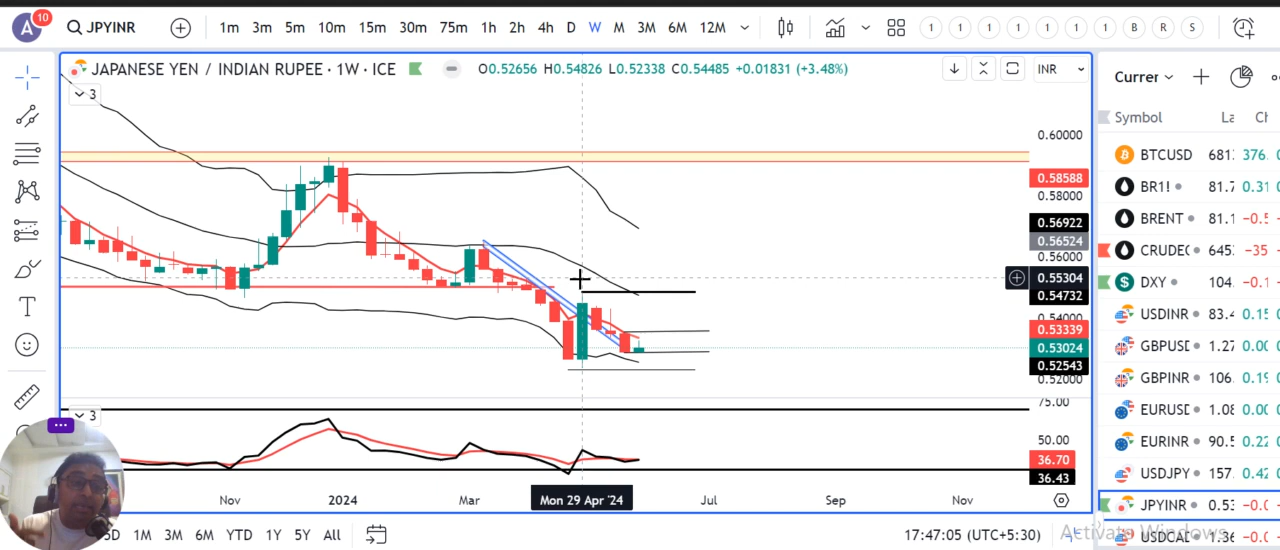 A 10 JPYINR 1m 3m 5m 10m 15m 30m 75m 1h 2h 4h D W M 3M 6M 12M 1 1 1 1 1 1 1 B R S
JAPANESE YEN / INDIAN RUPEE · 1W · ICE O0.52656 H0.54826 L0.52338 C0.54485 +0.01831 (+3.48%) INR
3
0.60000
0.58588
0.58000
0.56922
0.56524
0.56000
0.55304
0.54732
0.54000
0.53339
0.53024
0.52543
0.52000
3
75.00
50.00
36.70
36.43
Nov 2024 Mar Mon 29 Apr '24 Jul Sep Nov
5D 1M 3M 6M YTD 1Y 5Y All 17:47:05 (UTC+5:30)
Curren
Symbol La Ch
BTCUSD 681 376.
BR1! 81.7 0.31
BRENT 81.1 -0.5
CRUDEO 645 -35
DXY 104. -0.1
USDINR 83.4 0.15
GBPUSD 1.27 0.00
GBPINR 106. 0.19
EURUSD 1.08 0.00
EURINR 90.5 0.22
USDJPY 157. 0.42
JPYINR 0.53 -0.0
USDCAD 1.36 -0.0
Activate Windows